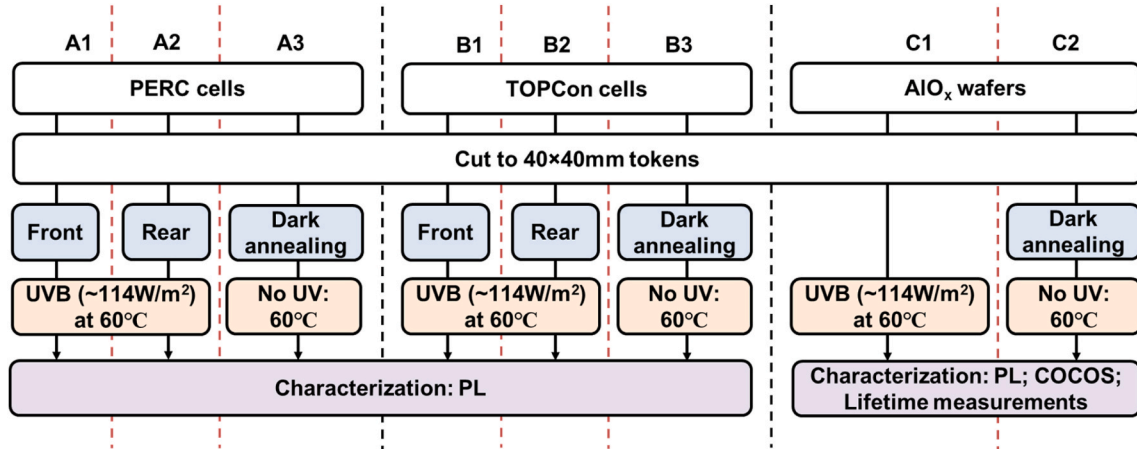 A1 A2 A3 B1 B2 B3 C1 C2
PERC cells TOPCon cells AlOₓ wafers
Cut to 40×40mm tokens
Front Rear Dark annealing Front Rear Dark annealing Dark annealing
UVB (~114W/m²) at 60℃ No UV: 60℃ UVB (~114W/m²) at 60℃ No UV: 60℃ UVB (~114W/m²) at 60℃ No UV: 60℃
Characterization: PL
Characterization: PL; COCOS;
Lifetime measurements